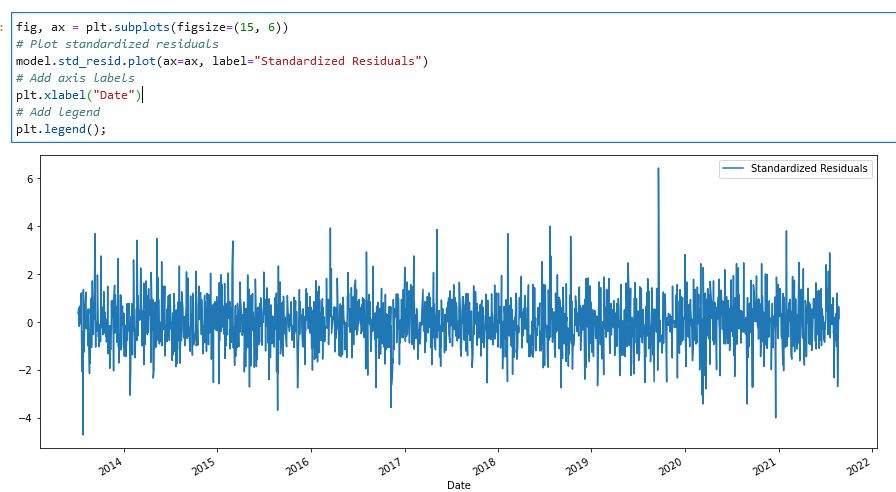 fig, ax = plt.subplots(figsize=(15, 6))
# Plot standardized residuals
model.std_resid.plot(ax=ax, label="Standardized Residuals")
# Add axis labels
plt.xlabel("Date")
# Add legend
plt.legend();
Standardized Residuals
6
4
2
0
−2
−4
2014
2015
2016
2017
2018
2019
2020
2021
2022
Date